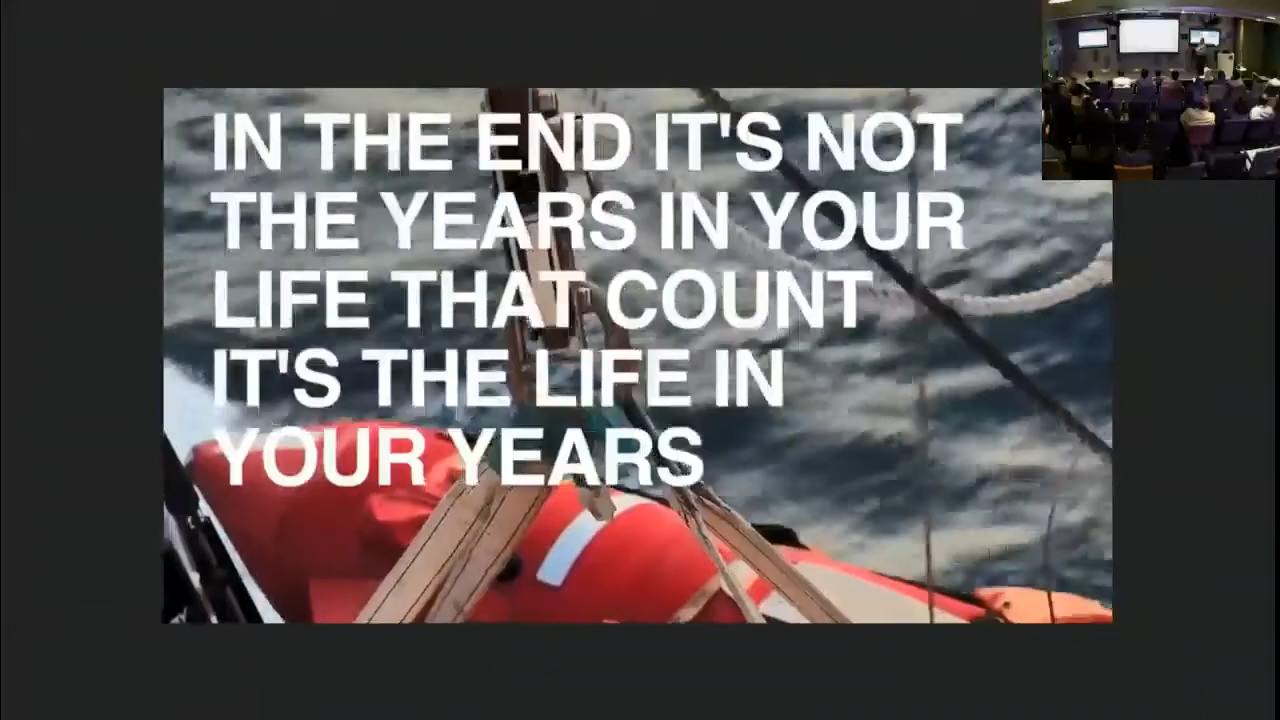 IN THE END IT'S NOT
THE YEARS IN YOUR
LIFE THAT COUNT
IT'S THE LIFE IN
YOUR YEARS